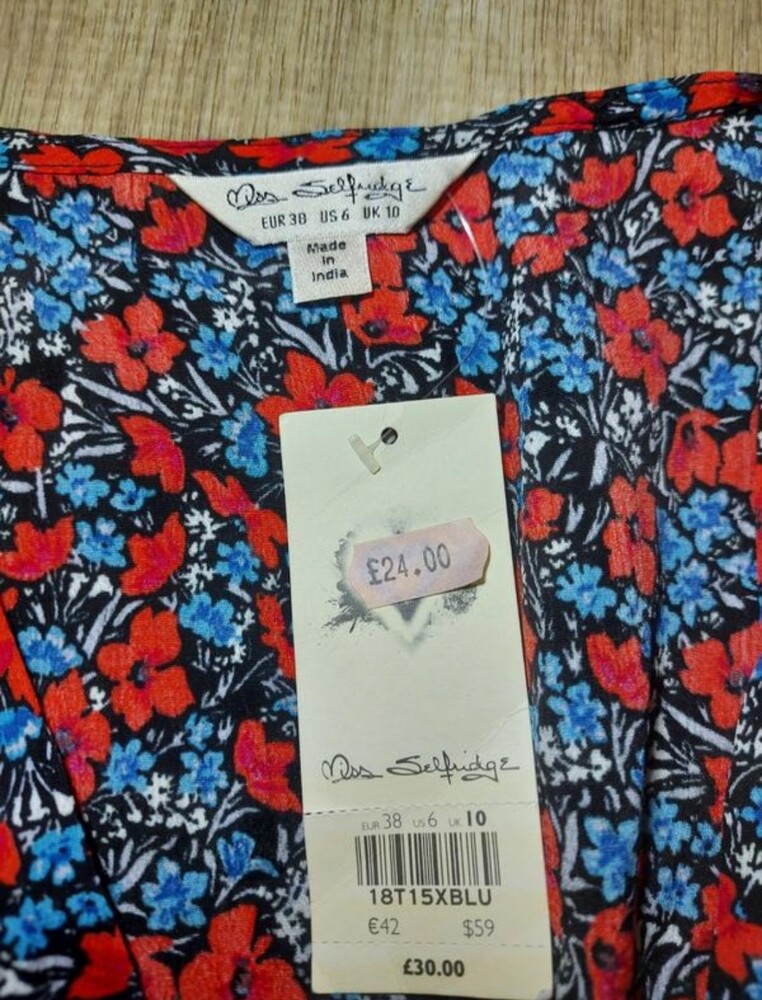 Miss Selfridge
EUR 38 US 6 UK 10
Made
in
India
£24.00
Miss Selfridge
EUR 38 US 6 UK 10
18T15XBLU
€42 $59
£30.00